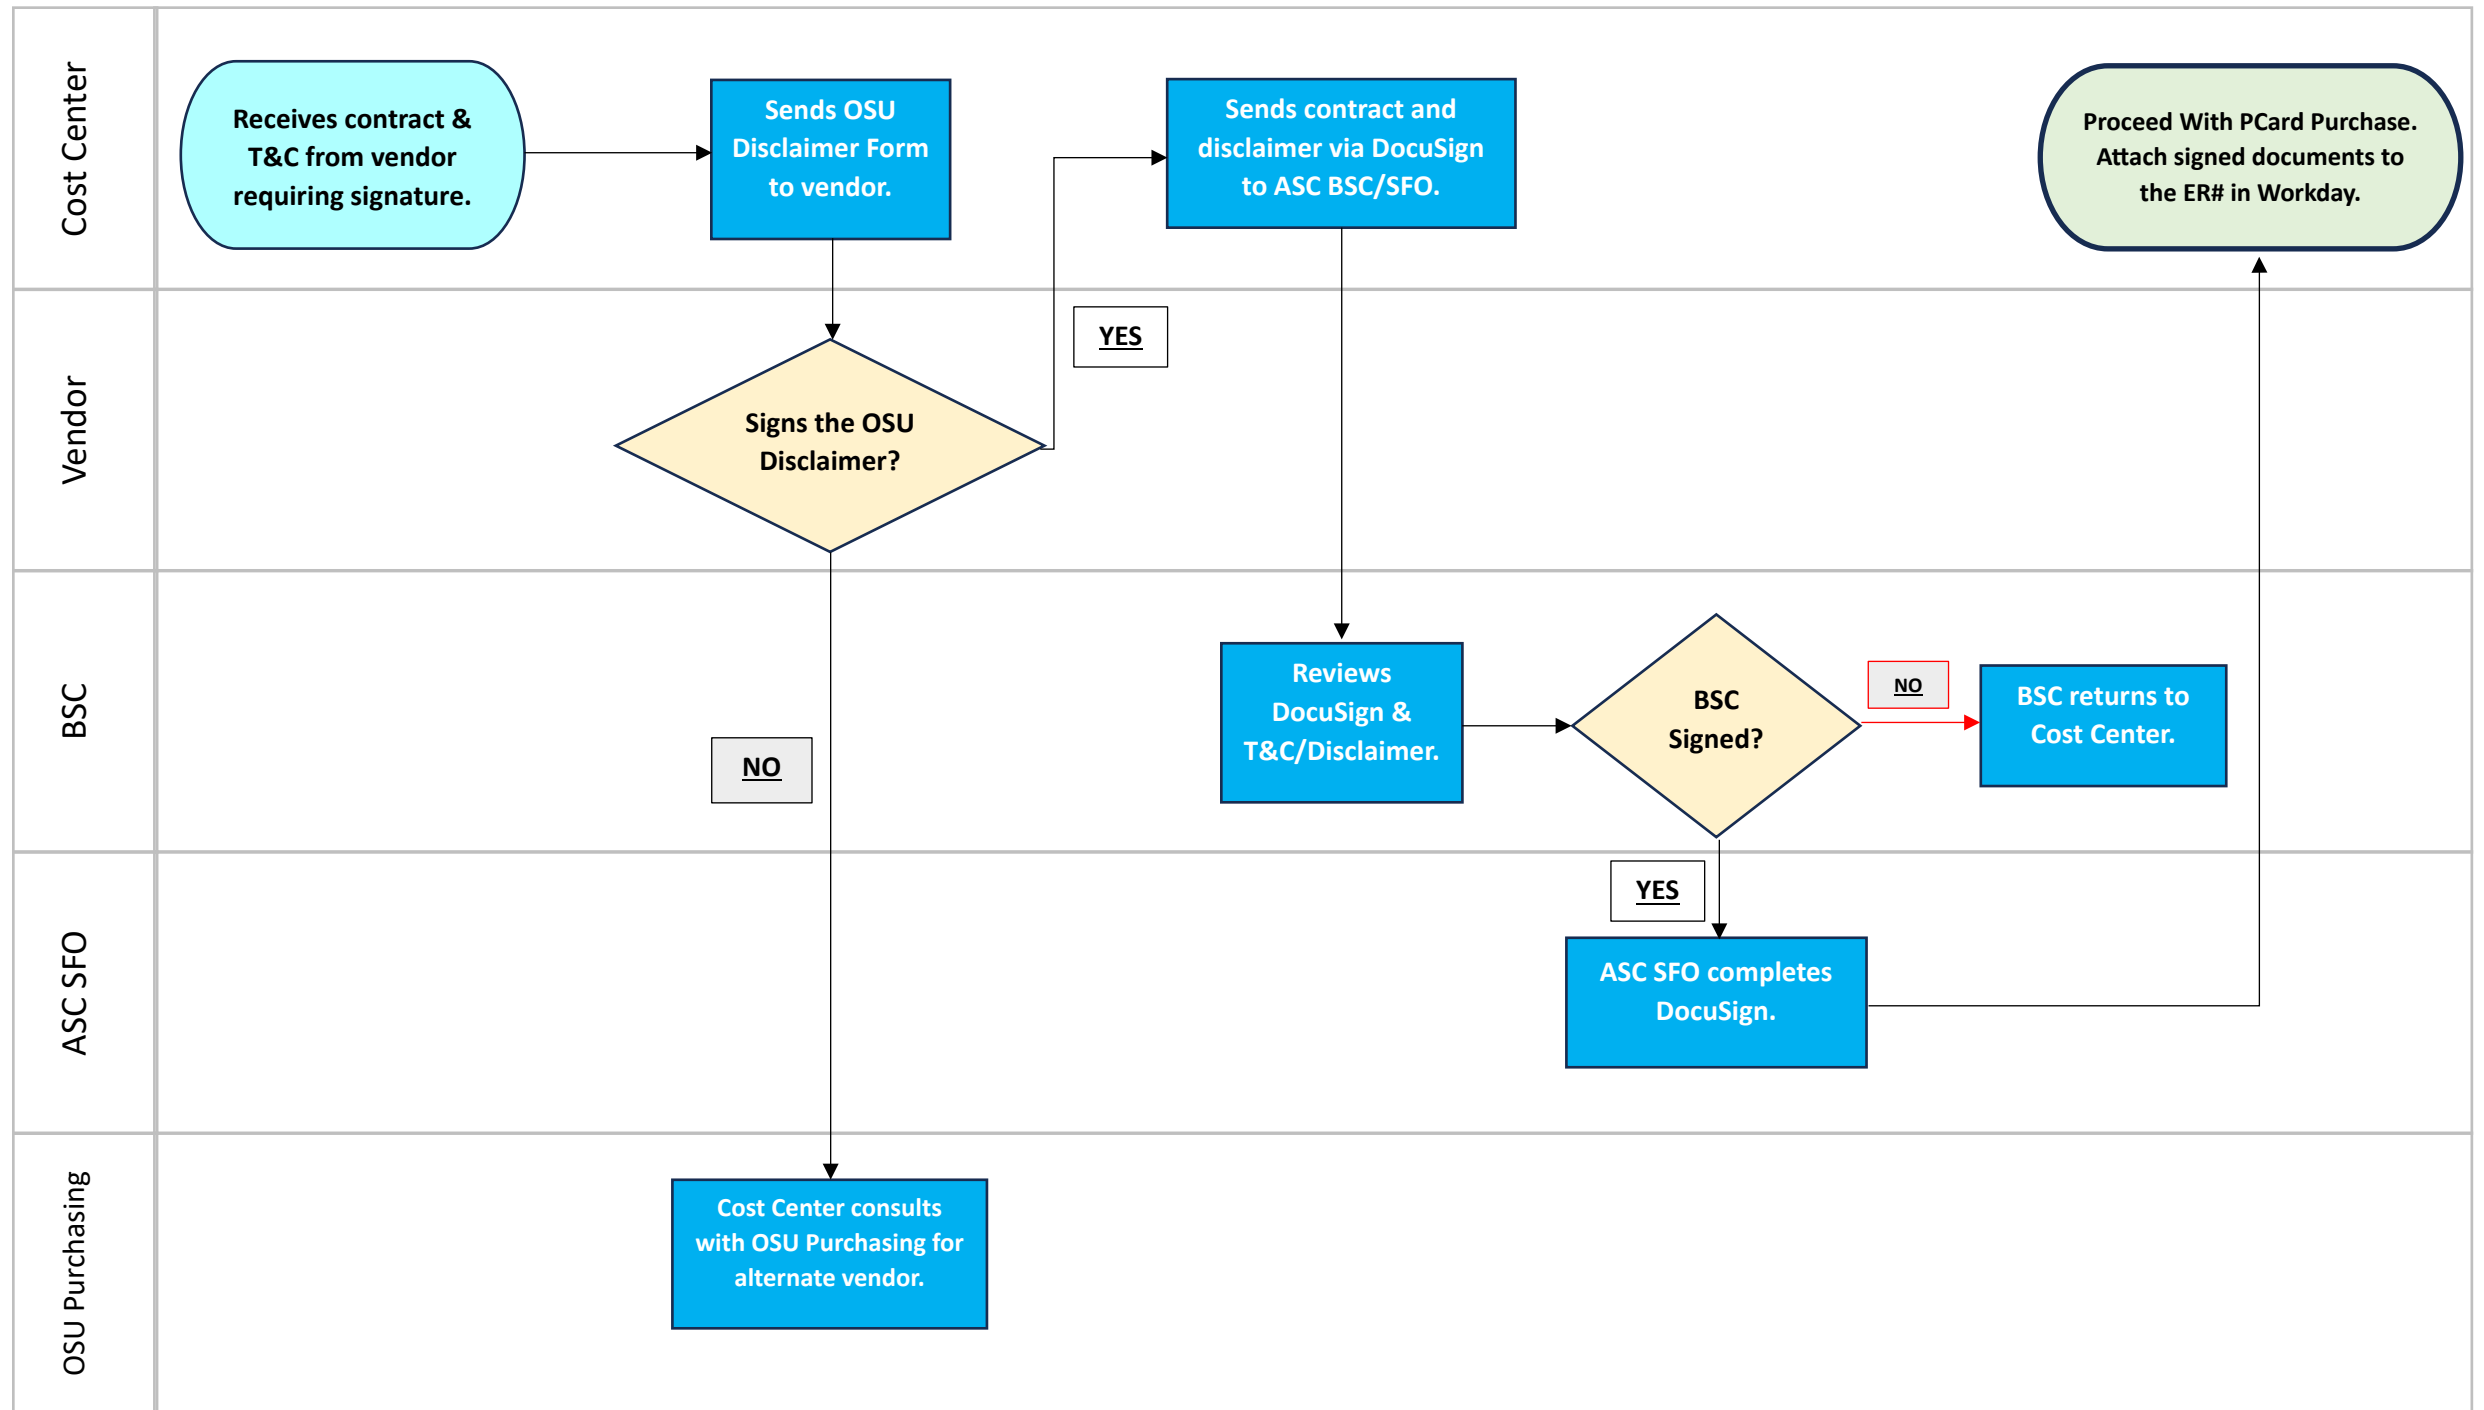 Cost Center
Receives contract &
T&C from vendor
requiring signature.
Sends OSU
Disclaimer Form
to vendor.
Sends contract and
disclaimer via DocuSign
to ASC BSC/SFO.
Proceed With PCard Purchase.
Attach signed documents to
the ER# in Workday.
Vendor
Signs the OSU
Disclaimer?
YES
BSC
NO
Reviews
DocuSign &
T&C/Disclaimer.
BSC
Signed?
NO
BSC returns to
Cost Center.
ASC SFO
YES
ASC SFO completes
DocuSign.
OSU Purchasing
Cost Center consults
with OSU Purchasing for
alternate vendor.